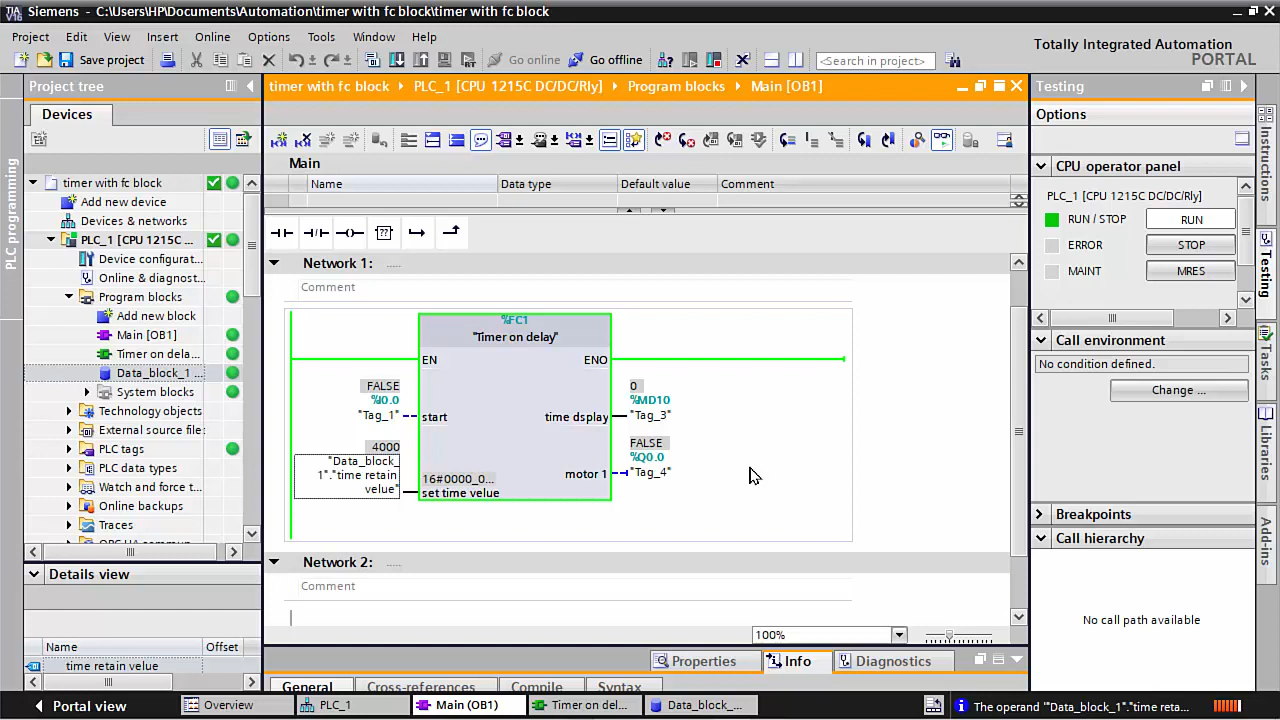 Siemens - C:\Users\HP\Documents\Automation\timer with fc block\timer with fc block
Project Edit View Insert Online Options Tools Window Help
Totally Integrated Automation
PORTAL
Save project
Go online
Go offline
<Search in project>
Project tree
timer with fc block
PLC_1 [CPU 1215C DC/DC/Rly]
Program blocks
Main [OB1]
Testing
Devices
Options
PLC programming
Main
Name
Data type
Default value
Comment
CPU operator panel
PLC_1 [CPU 1215C DC/DC/Rly]
RUN / STOP
RUN
ERROR
STOP
MAINT
MRES
Call environment
No condition defined.
Change ...
Breakpoints
Call hierarchy
No call path available
Instructions
Testing
Tasks
Libraries
Add-ins
timer with fc block
Add new device
Devices & networks
PLC_1 [CPU 1215C ...
Device configurat...
Online & diagnost...
Program blocks
Add new block
Main [OB1]
Timer on dela...
Data_block_1 ...
System blocks
Technology objects
External source file:
PLC tags
PLC data types
Watch and force t...
Online backups
Traces
Details view
Name
Offset
time retain value
Network 1:
.....
Comment
%FC1
"Timer on delay"
EN
ENO
FALSE
%I0.0
"Tag_1"
start
0
%MD10
"Tag_3"
time dsplay
4000
"Data_block_
1"."time retain
velue"
16#0000_0...
set time value
FALSE
%Q0.0
"Tag_4"
motor 1
Network 2:
.....
Comment
100%
Properties
Info
Diagnostics
General
Cross-references
Compile
Syntax
Portal view
Overview
PLC_1
Main (OB1)
Timer on del...
Data_block_...
The operand '"Data_block_1"."time reta...